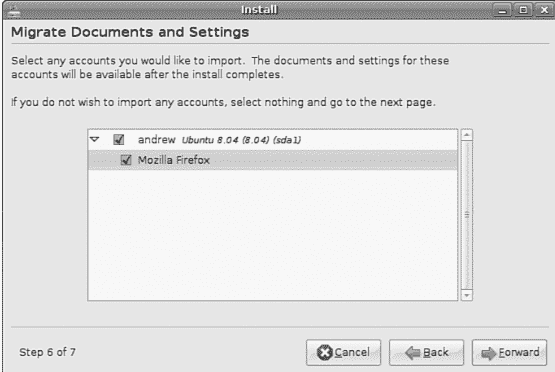 Install
Migrate Documents and Settings
Select any accounts you would like to import. The documents and settings for these
accounts will be available after the install completes.
If you do not wish to import any accounts, select nothing and go to the next page.
andrew Ubuntu 8.04 (8.04) (sda1)
Mozilla Firefox
Step 6 of 7
Cancel
Back
Forward